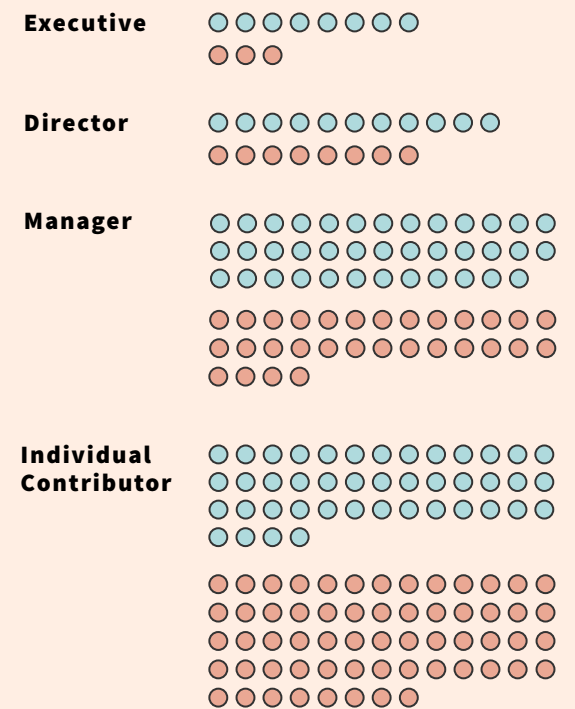 Executive
Director
Manager
Individual
Contributor